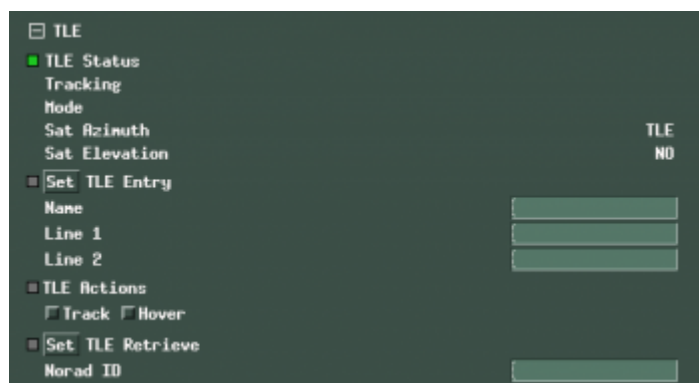 TLE
TLE Status
Tracking
Mode
Sat Azimuth TLE
Sat Elevation NO
Set TLE Entry
Name
Line 1
Line 2
TLE Actions
Track Hover
Set TLE Retrieve
Norad ID